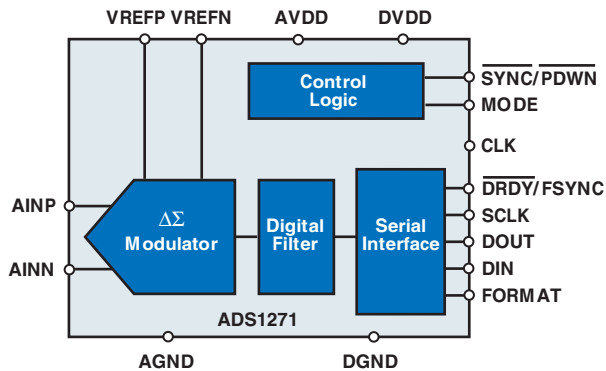 VREFP VREFN AVDD DVDD
Control
Logic
SYNC/PDWN
MODE
CLK
AINP
AINN
ΔΣ
Modulator
Digital
Filter
Serial
Interface
DRDY/FSYNC
SCLK
DOUT
DIN
FORMAT
ADS1271
AGND DGND